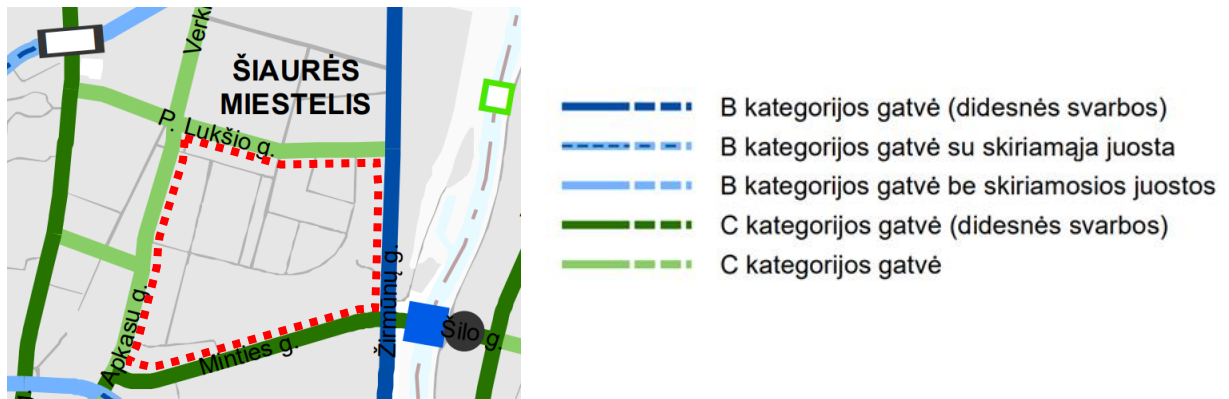 Verki
ŠIAURĖS
MIESTELIS
P. Lukšio g.
Žirmūnų g.
Šilo g.
Apkasų g.
Minties g.
g.
B kategorijos gatvė (didesnės svarbos)
B kategorijos gatvė su skiriamąja juosta
B kategorijos gatvė be skiriamosios juostos
C kategorijos gatvė (didesnės svarbos)
C kategorijos gatvė